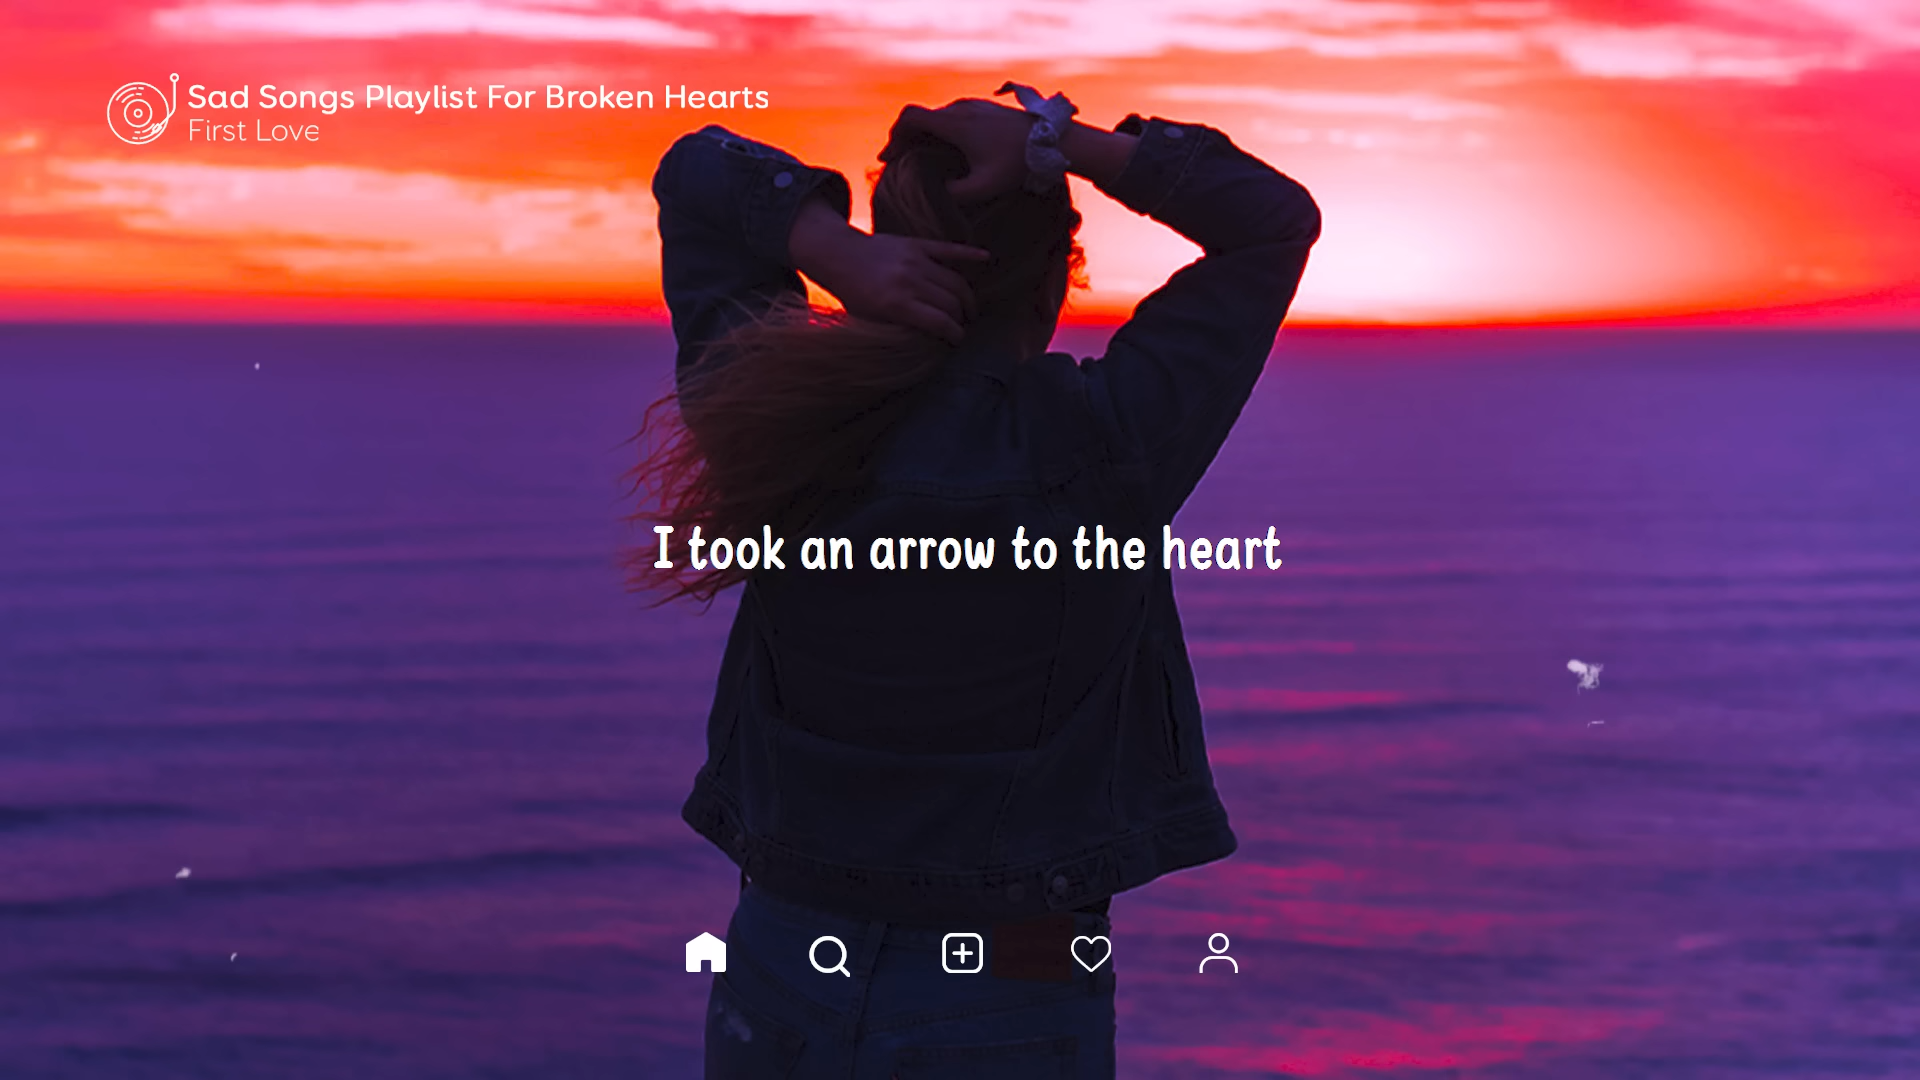 Sad Songs Playlist For Broken Hearts
First Love
I took an arrow to the heart